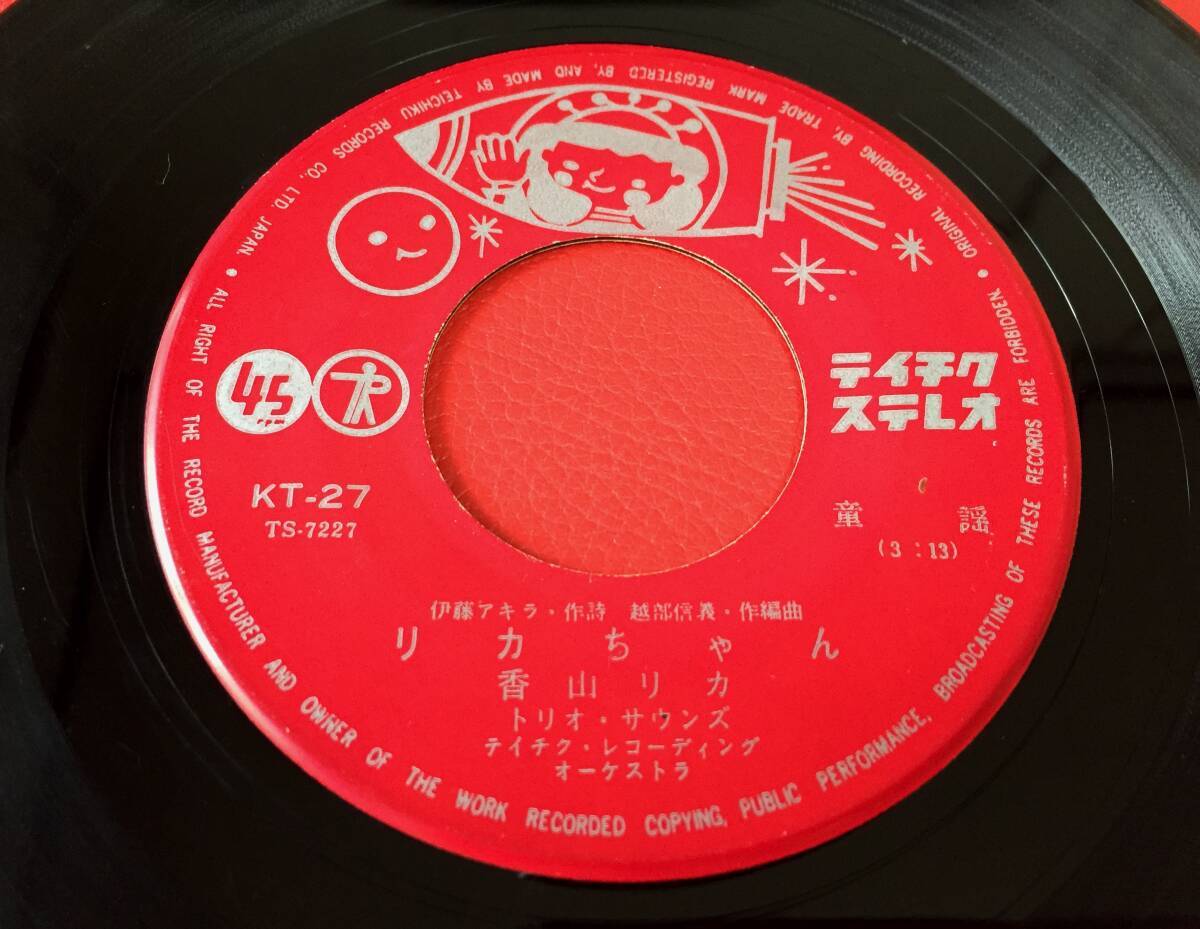 ORIGINAL RECORDING BY, TRADE MARK REGISTERED BY, AND MADE BY TEICHIKU RECORDS CO., LTD. JAPAN. • ALL RIGHT OF THE RECORD MANUFACTURER AND OWNER OF THE WORK RECORDED COPYING, PUBLIC PERFORMANCE, BROADCASTING OF THESE RECORDS ARE FORBIDDEN. •
45
RPM
テイチク
ステレオ
KT-27
TS-7227
童謡
(3:13)
伊藤アキラ・作詩 越部信義・作編曲
リカちゃん
香山リカ
トリオ・サウンズ
テイチク・レコーディング
オーケストラ